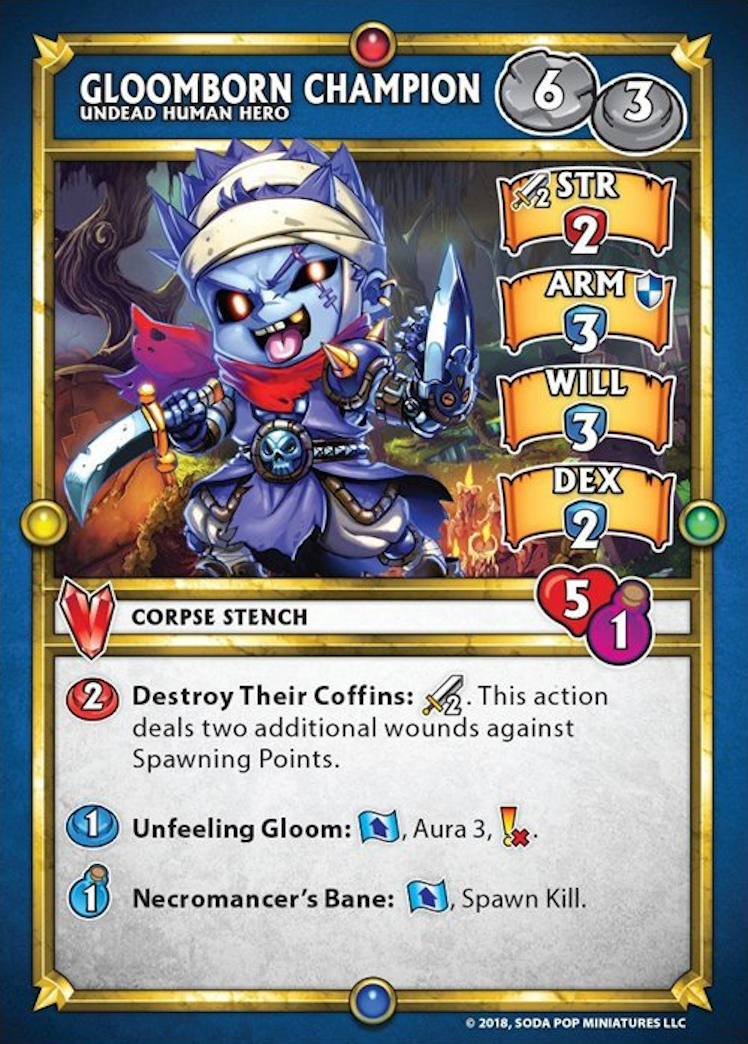 GLOOMBORN CHAMPION
UNDEAD HUMAN HERO
6
3
2 STR
2
ARM
3
WILL
3
DEX
2
CORPSE STENCH
5
1
2 Destroy Their Coffins: 2. This action
deals two additional wounds against
Spawning Points.
1 Unfeeling Gloom: , Aura 3, .
1 Necromancer's Bane: , Spawn Kill.
© 2018, SODA POP MINIATURES LLC